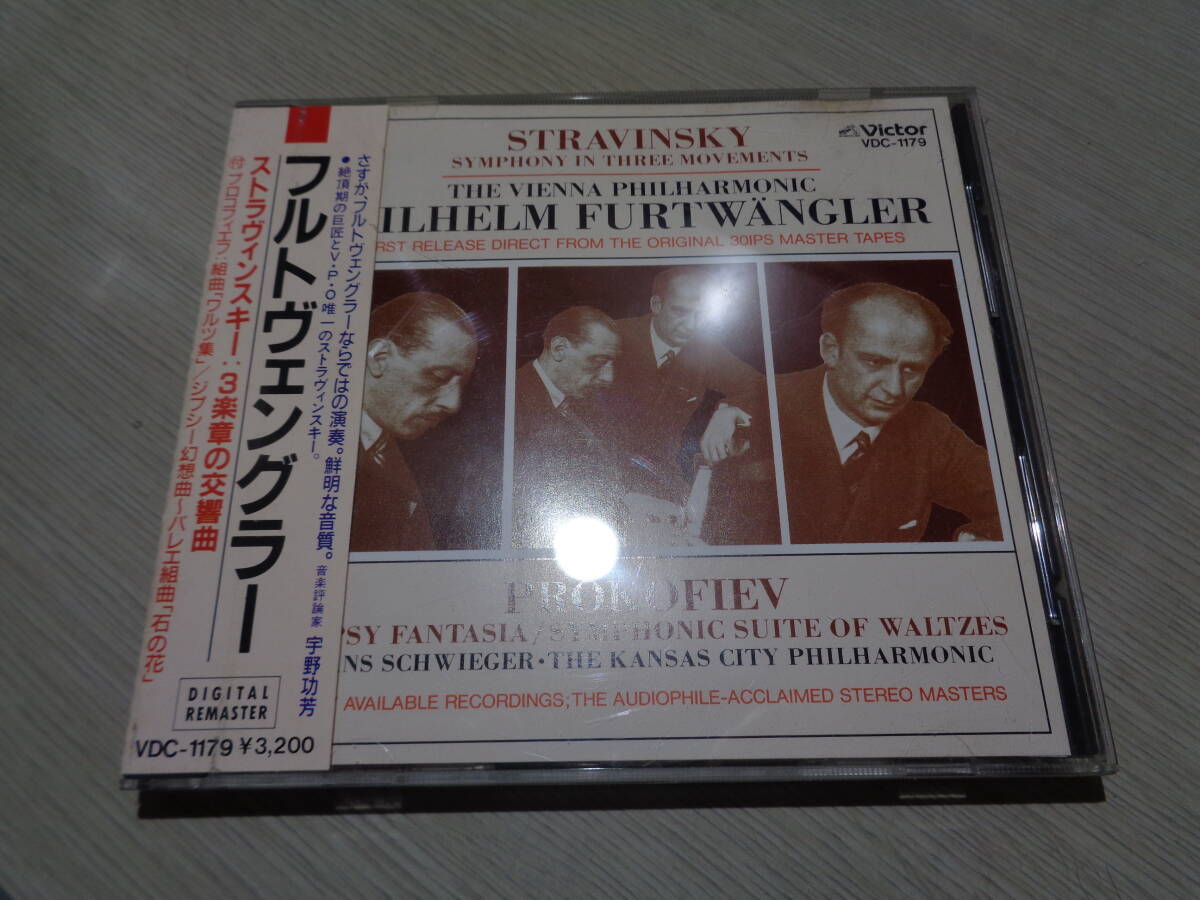 フルトヴェングラー
ストラヴィンスキー:3楽章の交響曲
㊉プロコフィエフ:組曲「ワルツ集」/ジプシー幻想曲〜バレエ組曲「石の花」
さすが、フルトヴェングラーならではの演奏。鮮明な音質。音楽評論家 宇野功芳
●絶頂期の巨匠とV・P・O唯一のストラヴィンスキー。
DIGITAL
REMASTER
VDC-1179 ¥3,200
Victor
VDC-1179
STRAVINSKY
SYMPHONY IN THREE MOVEMENTS
THE VIENNA PHILHARMONIC
ILHELM FURTWÄNGLER
RST RELEASE DIRECT FROM THE ORIGINAL 30IPS MASTER TAPES
PROKOFIEV
PSY FANTASIA/SYMPHONIC SUITE OF WALTZES
NS SCHWIEGER・THE KANSAS CITY PHILHARMONIC
AVAILABLE RECORDINGS;THE AUDIOPHILE-ACCLAIMED STEREO MASTERS